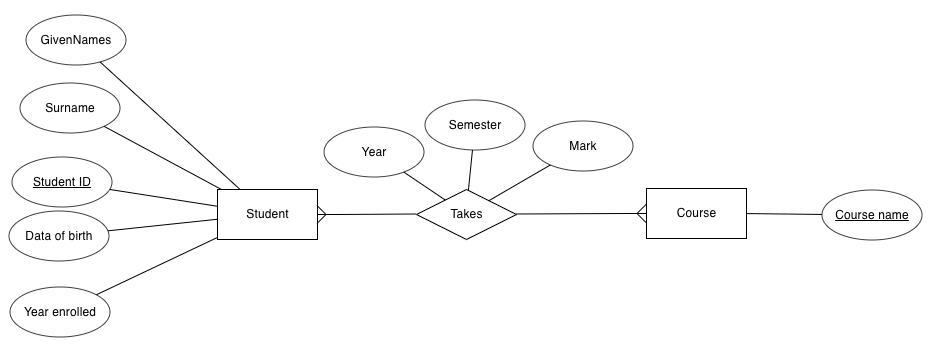 GivenNames
Surname
Student ID
Data of birth
Year enrolled
Student
Year
Semester
Mark
Takes
Course
Course name